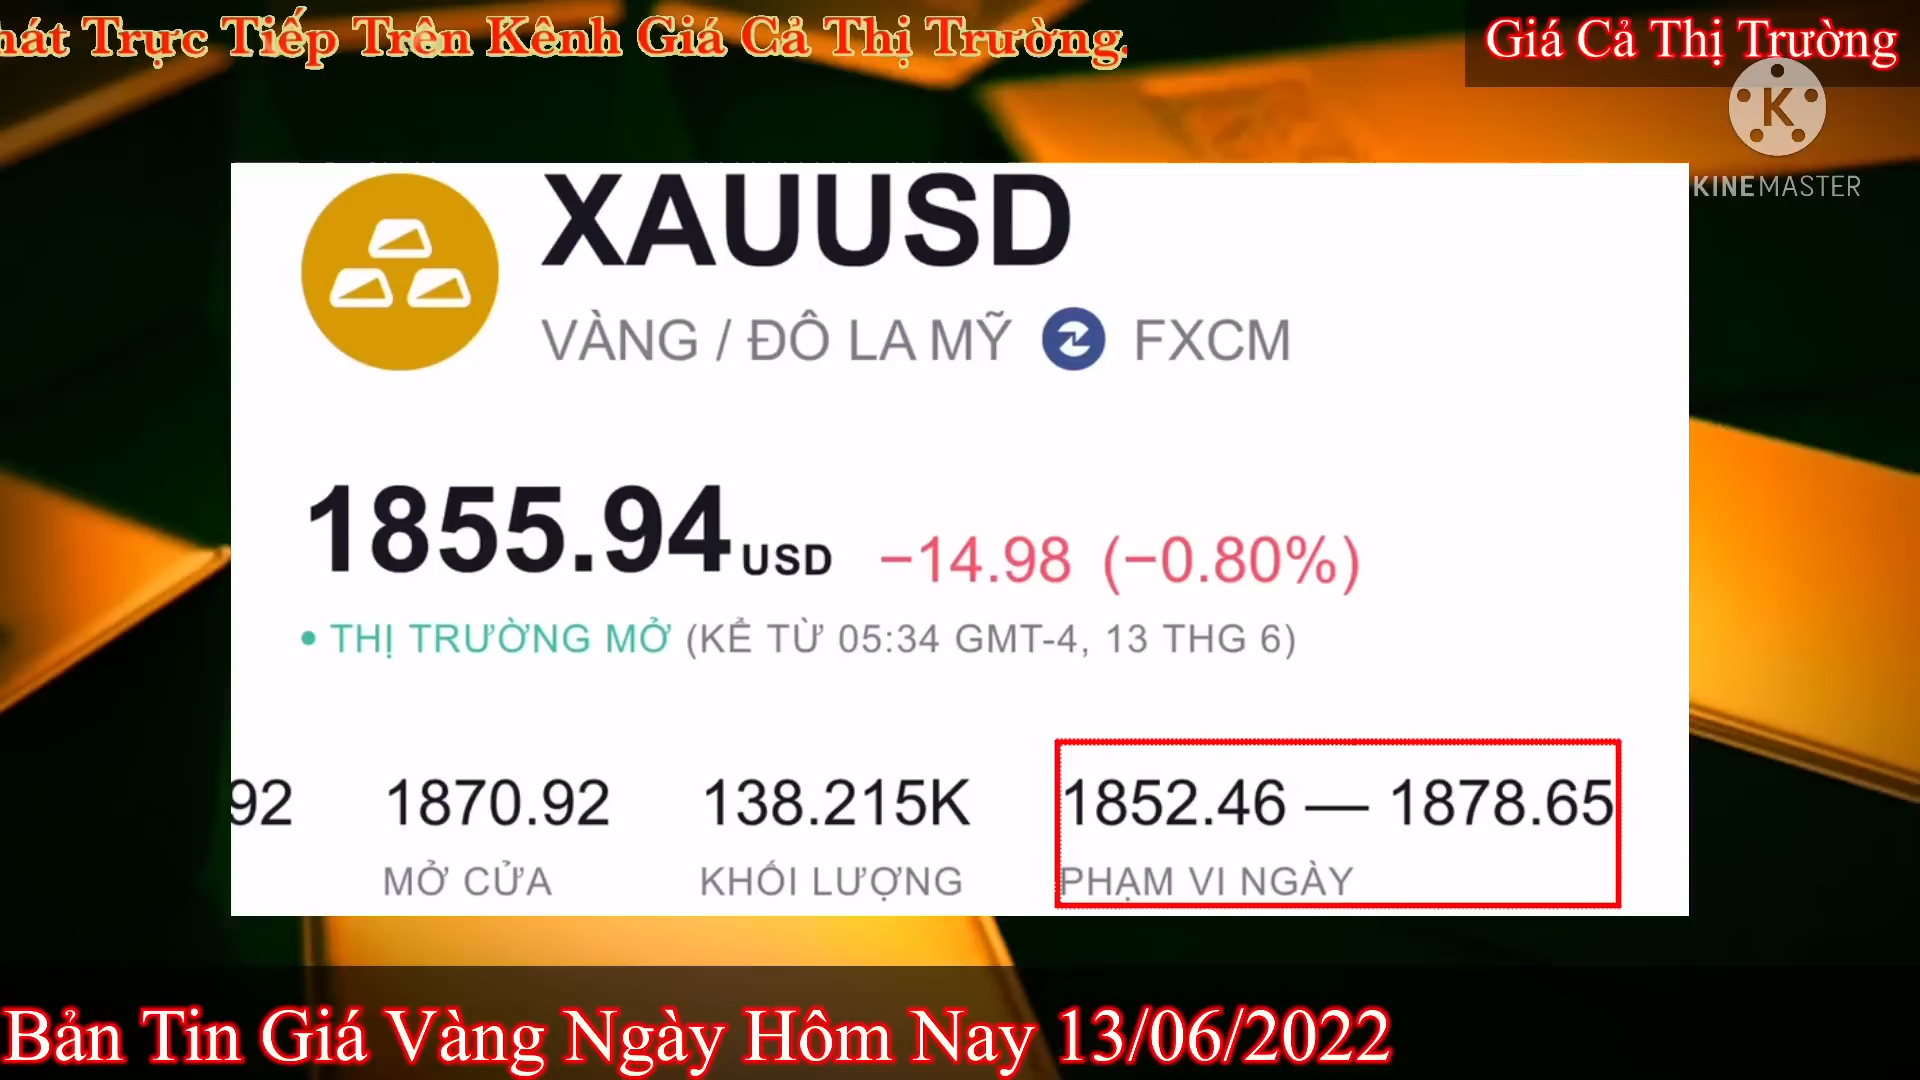 Trực Tiếp Trên Kênh Giá Cả Thị Trường.
Giá Cả Thị Trường
K
KINEMASTER
XAUUSD
VÀNG / ĐÔ LA MỸ FXCM
1855.94 USD −14.98 (−0.80%)
• THỊ TRƯỜNG MỞ (KỂ TỪ 05:34 GMT-4, 13 THG 6)
92 1870.92 138.215K 1852.46 — 1878.65
MỞ CỬA KHỐI LƯỢNG PHẠM VI NGÀY
Bản Tin Giá Vàng Ngày Hôm Nay 13/06/2022